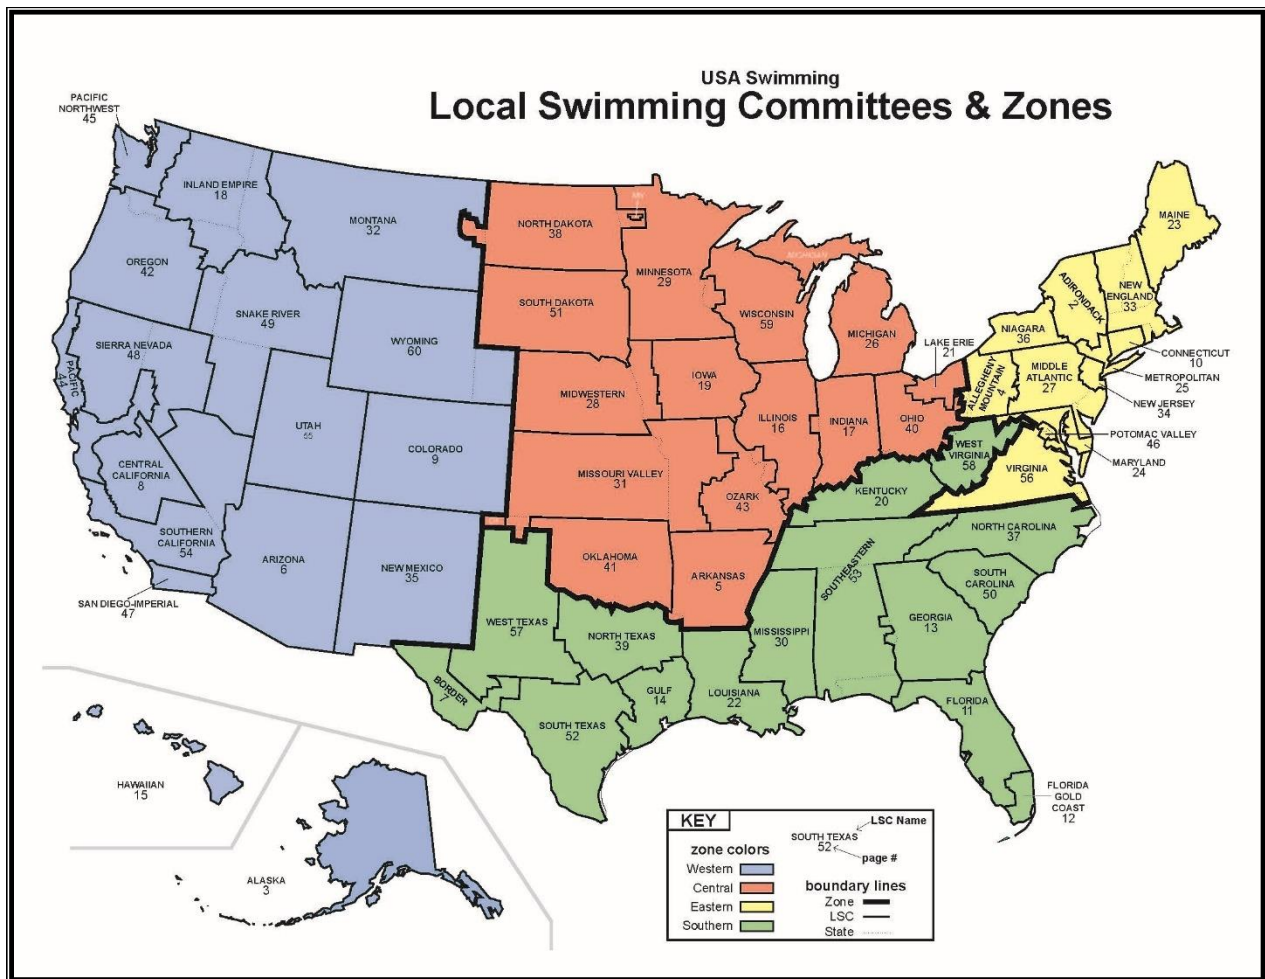 USA Swimming
Local Swimming Committees & Zones
PACIFIC
NORTHWEST
45
INLAND EMPIRE
18
MONTANA
32
OREGON
42
SNAKE RIVER
49
WYOMING
60
SIERRA NEVADA
48
PACIFIC
44
UTAH
55
COLORADO
9
CENTRAL
CALIFORNIA
8
SOUTHERN
CALIFORNIA
54
ARIZONA
6
NEW MEXICO
35
SAN DIEGO-IMPERIAL
47
NORTH DAKOTA
38
SOUTH DAKOTA
51
MINNESOTA
29
WISCONSIN
59
MICHIGAN
MICHIGAN
26
LAKE ERIE
21
MIDWESTERN
28
IOWA
19
ILLINOIS
16
INDIANA
17
OHIO
40
MISSOURI VALLEY
31
OZARK
43
OKLAHOMA
41
ARKANSAS
5
MAINE
23
ADIRONDACK
2
NEW
ENGLAND
33
NIAGARA
36
CONNECTICUT
10
METROPOLITAN
25
ALLEGHENY
MOUNTAIN
4
MIDDLE
ATLANTIC
27
NEW JERSEY
34
POTOMAC VALLEY
46
MARYLAND
24
WEST
VIRGINIA
58
VIRGINIA
56
KENTUCKY
20
NORTH CAROLINA
37
SOUTHEASTERN
53
SOUTH
CAROLINA
50
GEORGIA
13
MISSISSIPPI
30
WEST TEXAS
57
NORTH TEXAS
39
BORDER
7
SOUTH TEXAS
52
GULF
14
LOUISIANA
22
FLORIDA
11
FLORIDA
GOLD
COAST
12
HAWAIIAN
15
ALASKA
3
KEY
SOUTH TEXAS
52
LSC Name
page #
zone colors
Western
Central
Eastern
Southern
boundary lines
Zone
LSC
State